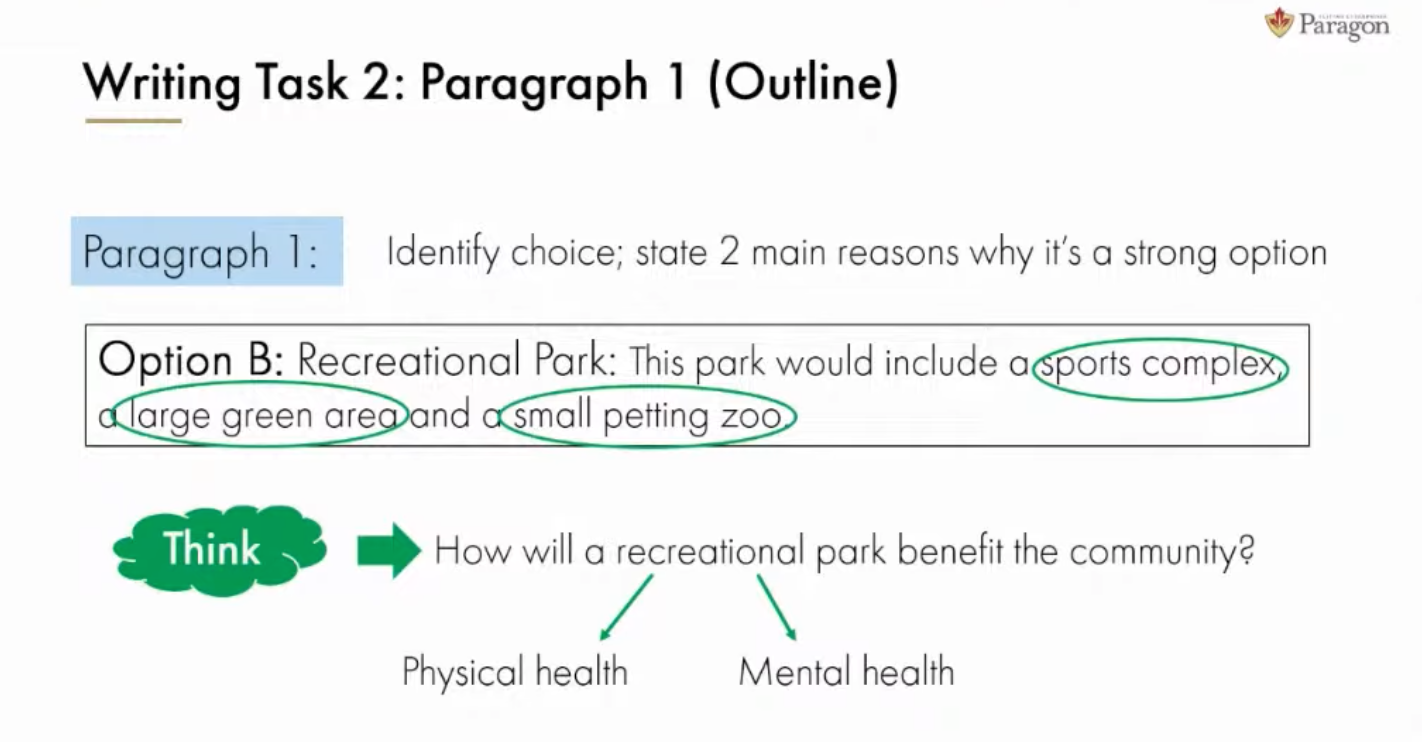 Paragon
Writing Task 2: Paragraph 1 (Outline)
Paragraph 1:
Identify choice; state 2 main reasons why it's a strong option
Option B: Recreational Park: This park would include a sports complex,
a large green area and a small petting zoo.
Think
How will a recreational park benefit the community?
Physical health
Mental health